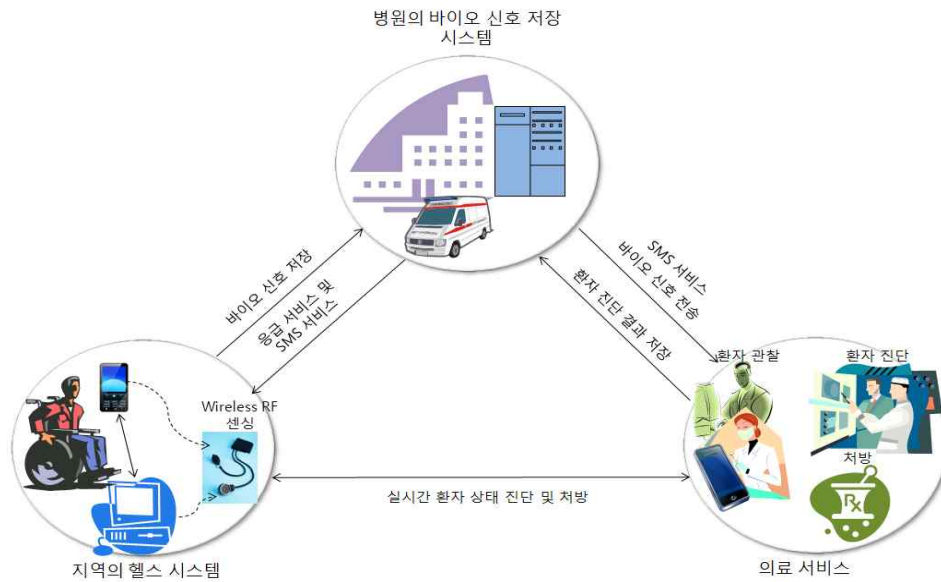 병원의 바이오 신호 저장
시스템
바이오 신호 저장
응급 서비스 및
SMS 서비스
SMS 서비스
바이오 신호 전송
환자 진단 결과 저장
환자 관찰
환자 진단
Wireless RF
센싱
처방
RX
실시간 환자 상태 진단 및 처방
지역의 헬스 시스템
의료 서비스